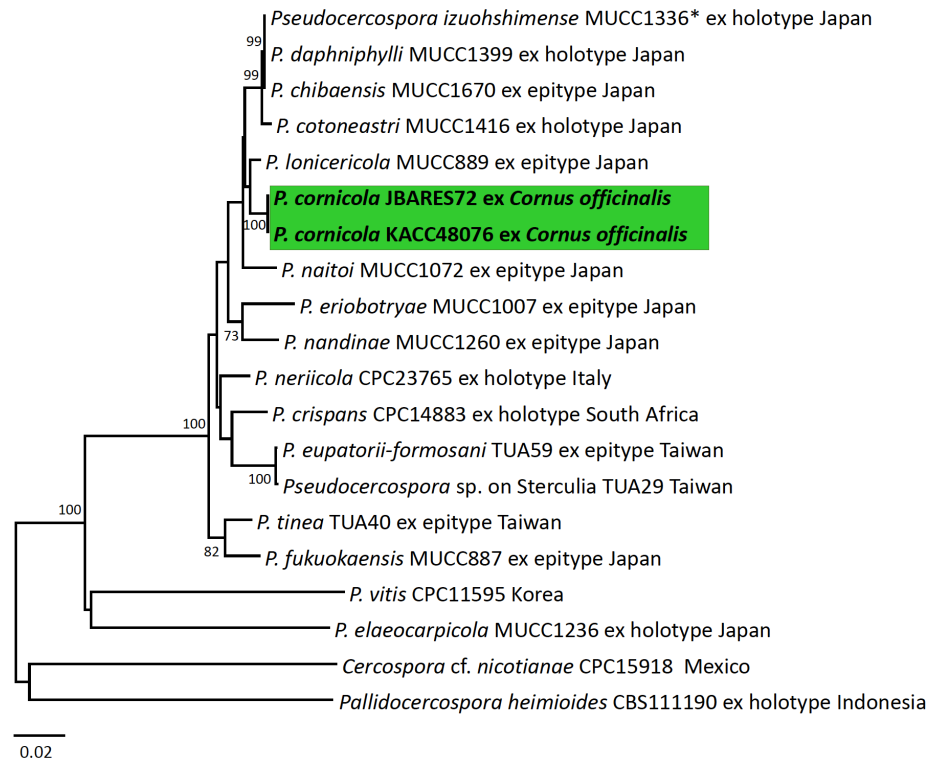 Pseudocercospora izuohshimense MUCC1336* ex holotype Japan
99
P. daphniphylli MUCC1399 ex holotype Japan
99
P. chibaensis MUCC1670 ex epitype Japan
P. cotoneastri MUCC1416 ex holotype Japan
P. lonicericola MUCC889 ex epitype Japan
P. cornicola JBARES72 ex Cornus officinalis
100
P. cornicola KACC48076 ex Cornus officinalis
P. naitoi MUCC1072 ex epitype Japan
P. eriobotryae MUCC1007 ex epitype Japan
73
P. nandinae MUCC1260 ex epitype Japan
P. neriicola CPC23765 ex holotype Italy
P. crispans CPC14883 ex holotype South Africa
100
P. eupatorii-formosani TUA59 ex epitype Taiwan
100
Pseudocercospora sp. on Sterculia TUA29 Taiwan
100
P. tinea TUA40 ex epitype Taiwan
82
P. fukuokaensis MUCC887 ex epitype Japan
P. vitis CPC11595 Korea
P. elaeocarpicola MUCC1236 ex holotype Japan
Cercospora cf. nicotianae CPC15918 Mexico
Pallidocercospora heimioides CBS111190 ex holotype Indonesia
0.02